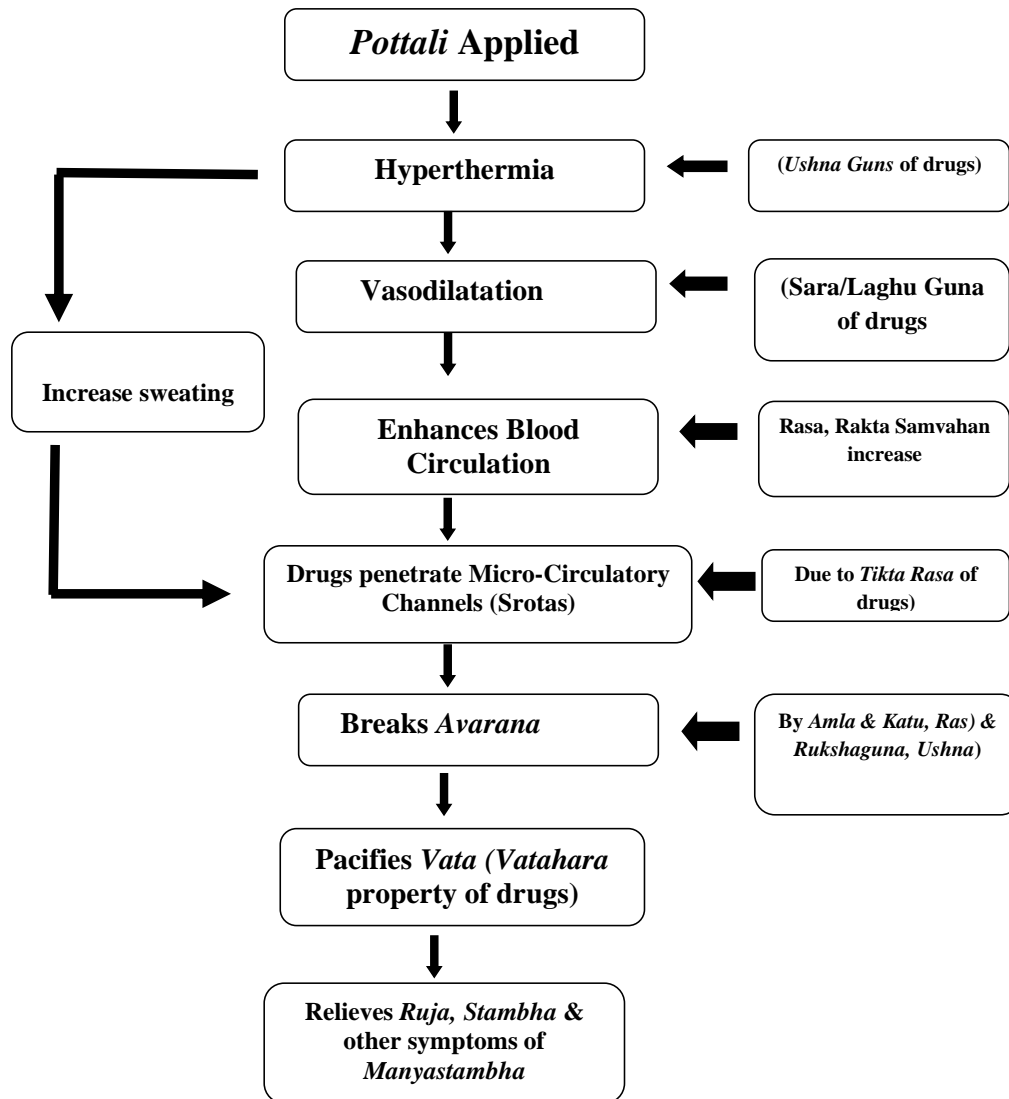 Pottali Applied
Hyperthermia
(Ushna Guns of drugs)
Vasodilatation
(Sara/Laghu Guna
of drugs
Increase sweating
Enhances Blood
Circulation
Rasa, Rakta Samvahan
increase
Drugs penetrate Micro-Circulatory
Channels (Srotas)
Due to Tikta Rasa of
drugs)
Breaks Avarana
By Amla & Katu, Ras) &
Rukshaguna, Ushna)
Pacifies Vata (Vatahara
property of drugs)
Relieves Ruja, Stambha &
other symptoms of
Manyastambha